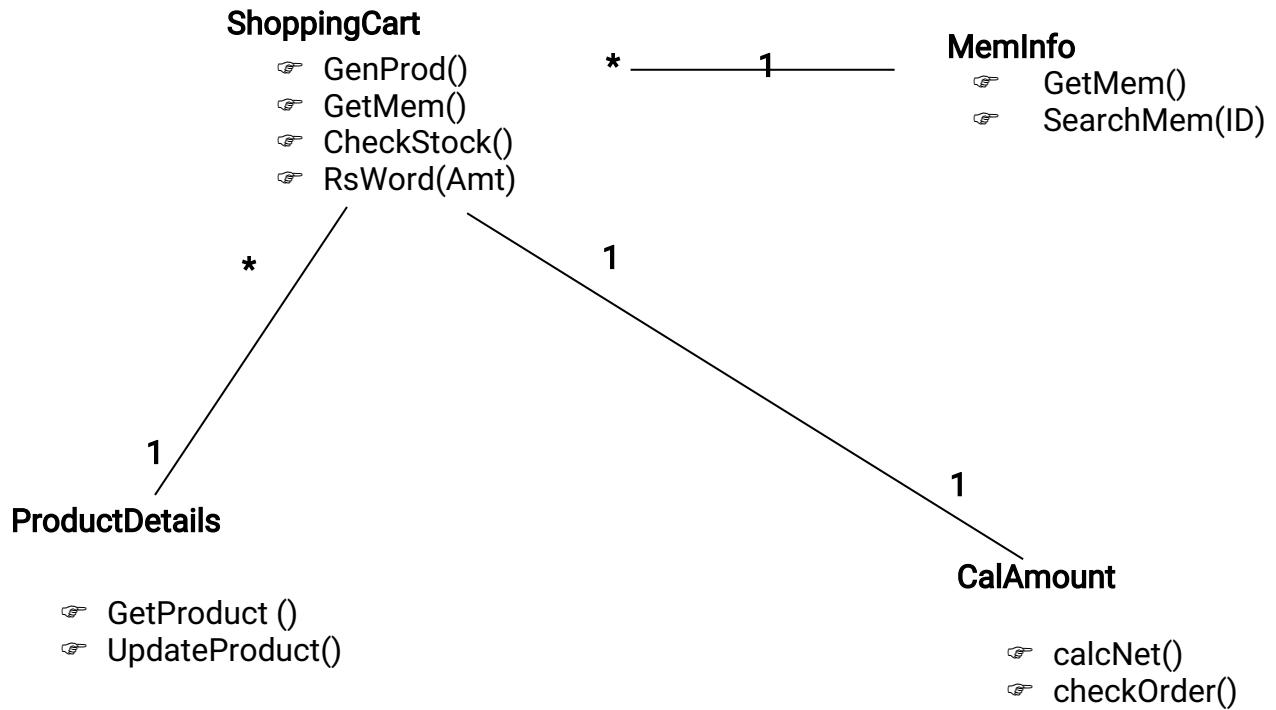 ShoppingCart
☞ GenProd()
☞ GetMem()
☞ CheckStock()
☞ RsWord(Amt)
* 1
MemInfo
☞ GetMem()
☞ SearchMem(ID)
*
1
1
1
ProductDetails
☞ GetProduct ()
☞ UpdateProduct()
CalAmount
☞ calcNet()
☞ checkOrder()